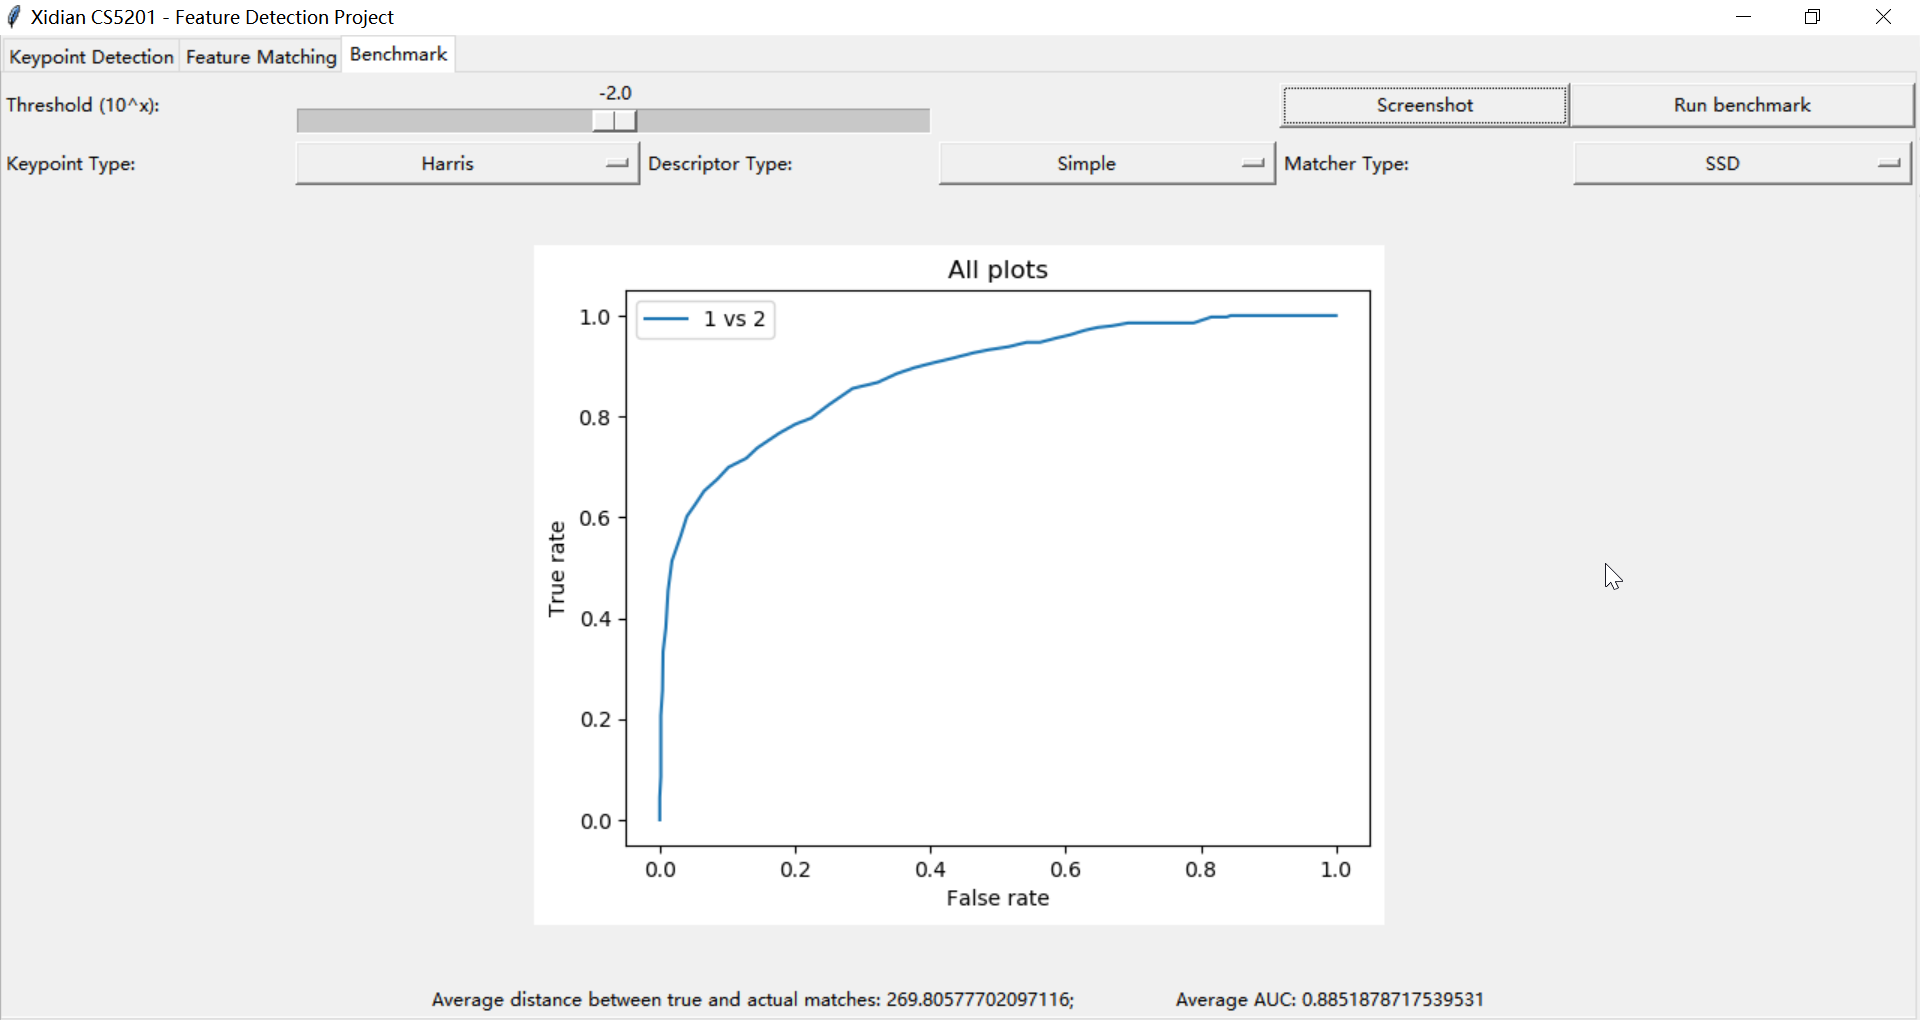 Xidian CS5201 - Feature Detection Project
Keypoint Detection Feature Matching Benchmark
-2.0
Threshold (10^x): Screenshot Run benchmark
Keypoint Type: Harris Descriptor Type: Simple Matcher Type: SSD
All plots
1 vs 2
1.0
0.8
0.6
0.4
0.2
0.0
True rate
0.0 0.2 0.4 0.6 0.8 1.0
False rate
Average distance between true and actual matches: 269.80577702097116; Average AUC: 0.8851878717539531